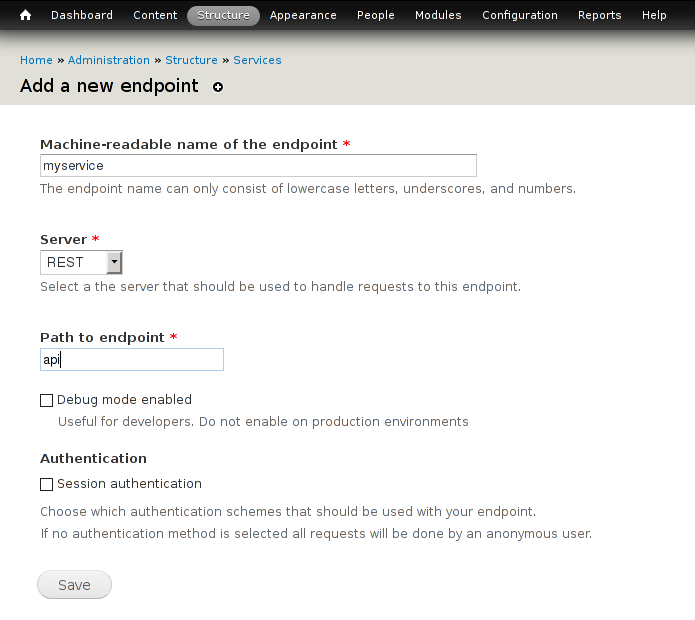 Dashboard Content Structure Appearance People Modules Configuration Reports Help
Home » Administration » Structure » Services
Add a new endpoint
Machine-readable name of the endpoint *
myservice
The endpoint name can only consist of lowercase letters, underscores, and numbers.
Server *
REST
Select a the server that should be used to handle requests to this endpoint.
Path to endpoint *
api
Debug mode enabled
Useful for developers. Do not enable on production environments
Authentication
Session authentication
Choose which authentication schemes that should be used with your endpoint.
If no authentication method is selected all requests will be done by an anonymous user.
Save